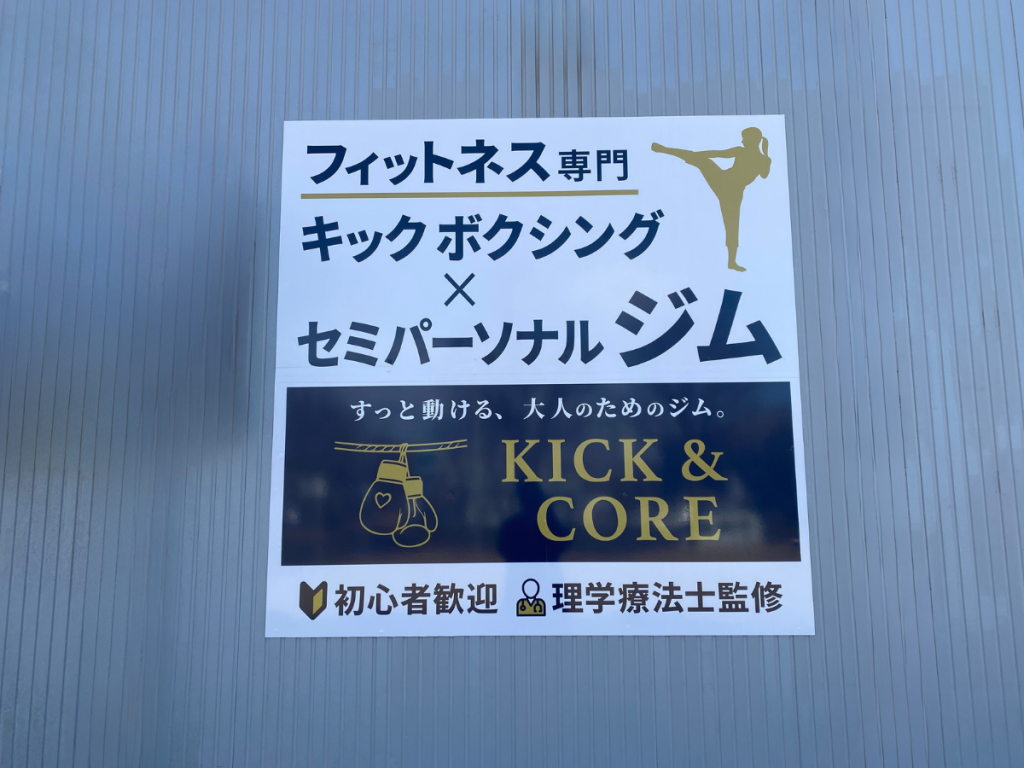 フィットネス専門
キックボクシング
×
セミパーソナルジム
すっと動ける、大人のためのジム。
KICK &
CORE
初心者歓迎 理学療法士監修